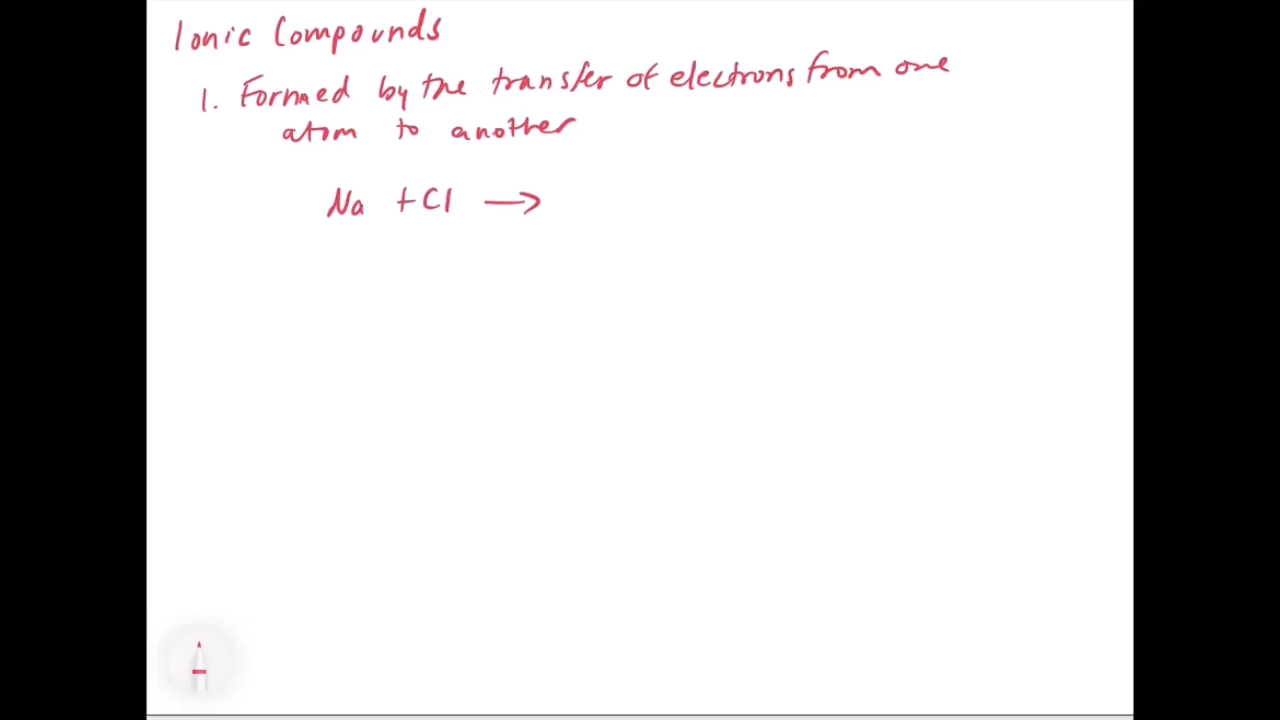 Ionic Compounds
1. Formed by the transfer of electrons from one
atom to another
Na + Cl →